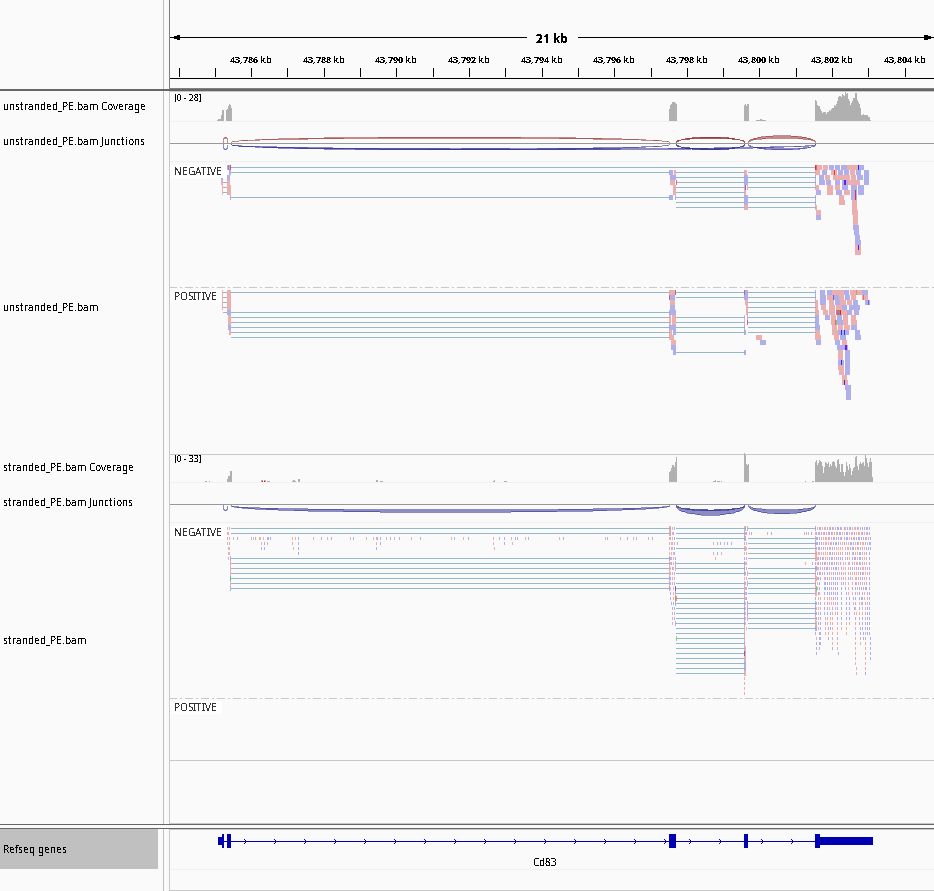 21 kb
43,786 kb 43,788 kb 43,790 kb 43,792 kb 43,794 kb 43,796 kb 43,798 kb 43,800 kb 43,802 kb 43,804 kb
unstranded_PE.bam Coverage
[0 - 28]
unstranded_PE.bam Junctions
NEGATIVE
POSITIVE
unstranded_PE.bam
stranded_PE.bam Coverage
[0 - 33]
stranded_PE.bam Junctions
NEGATIVE
stranded_PE.bam
POSITIVE
Refseq genes
Cd83